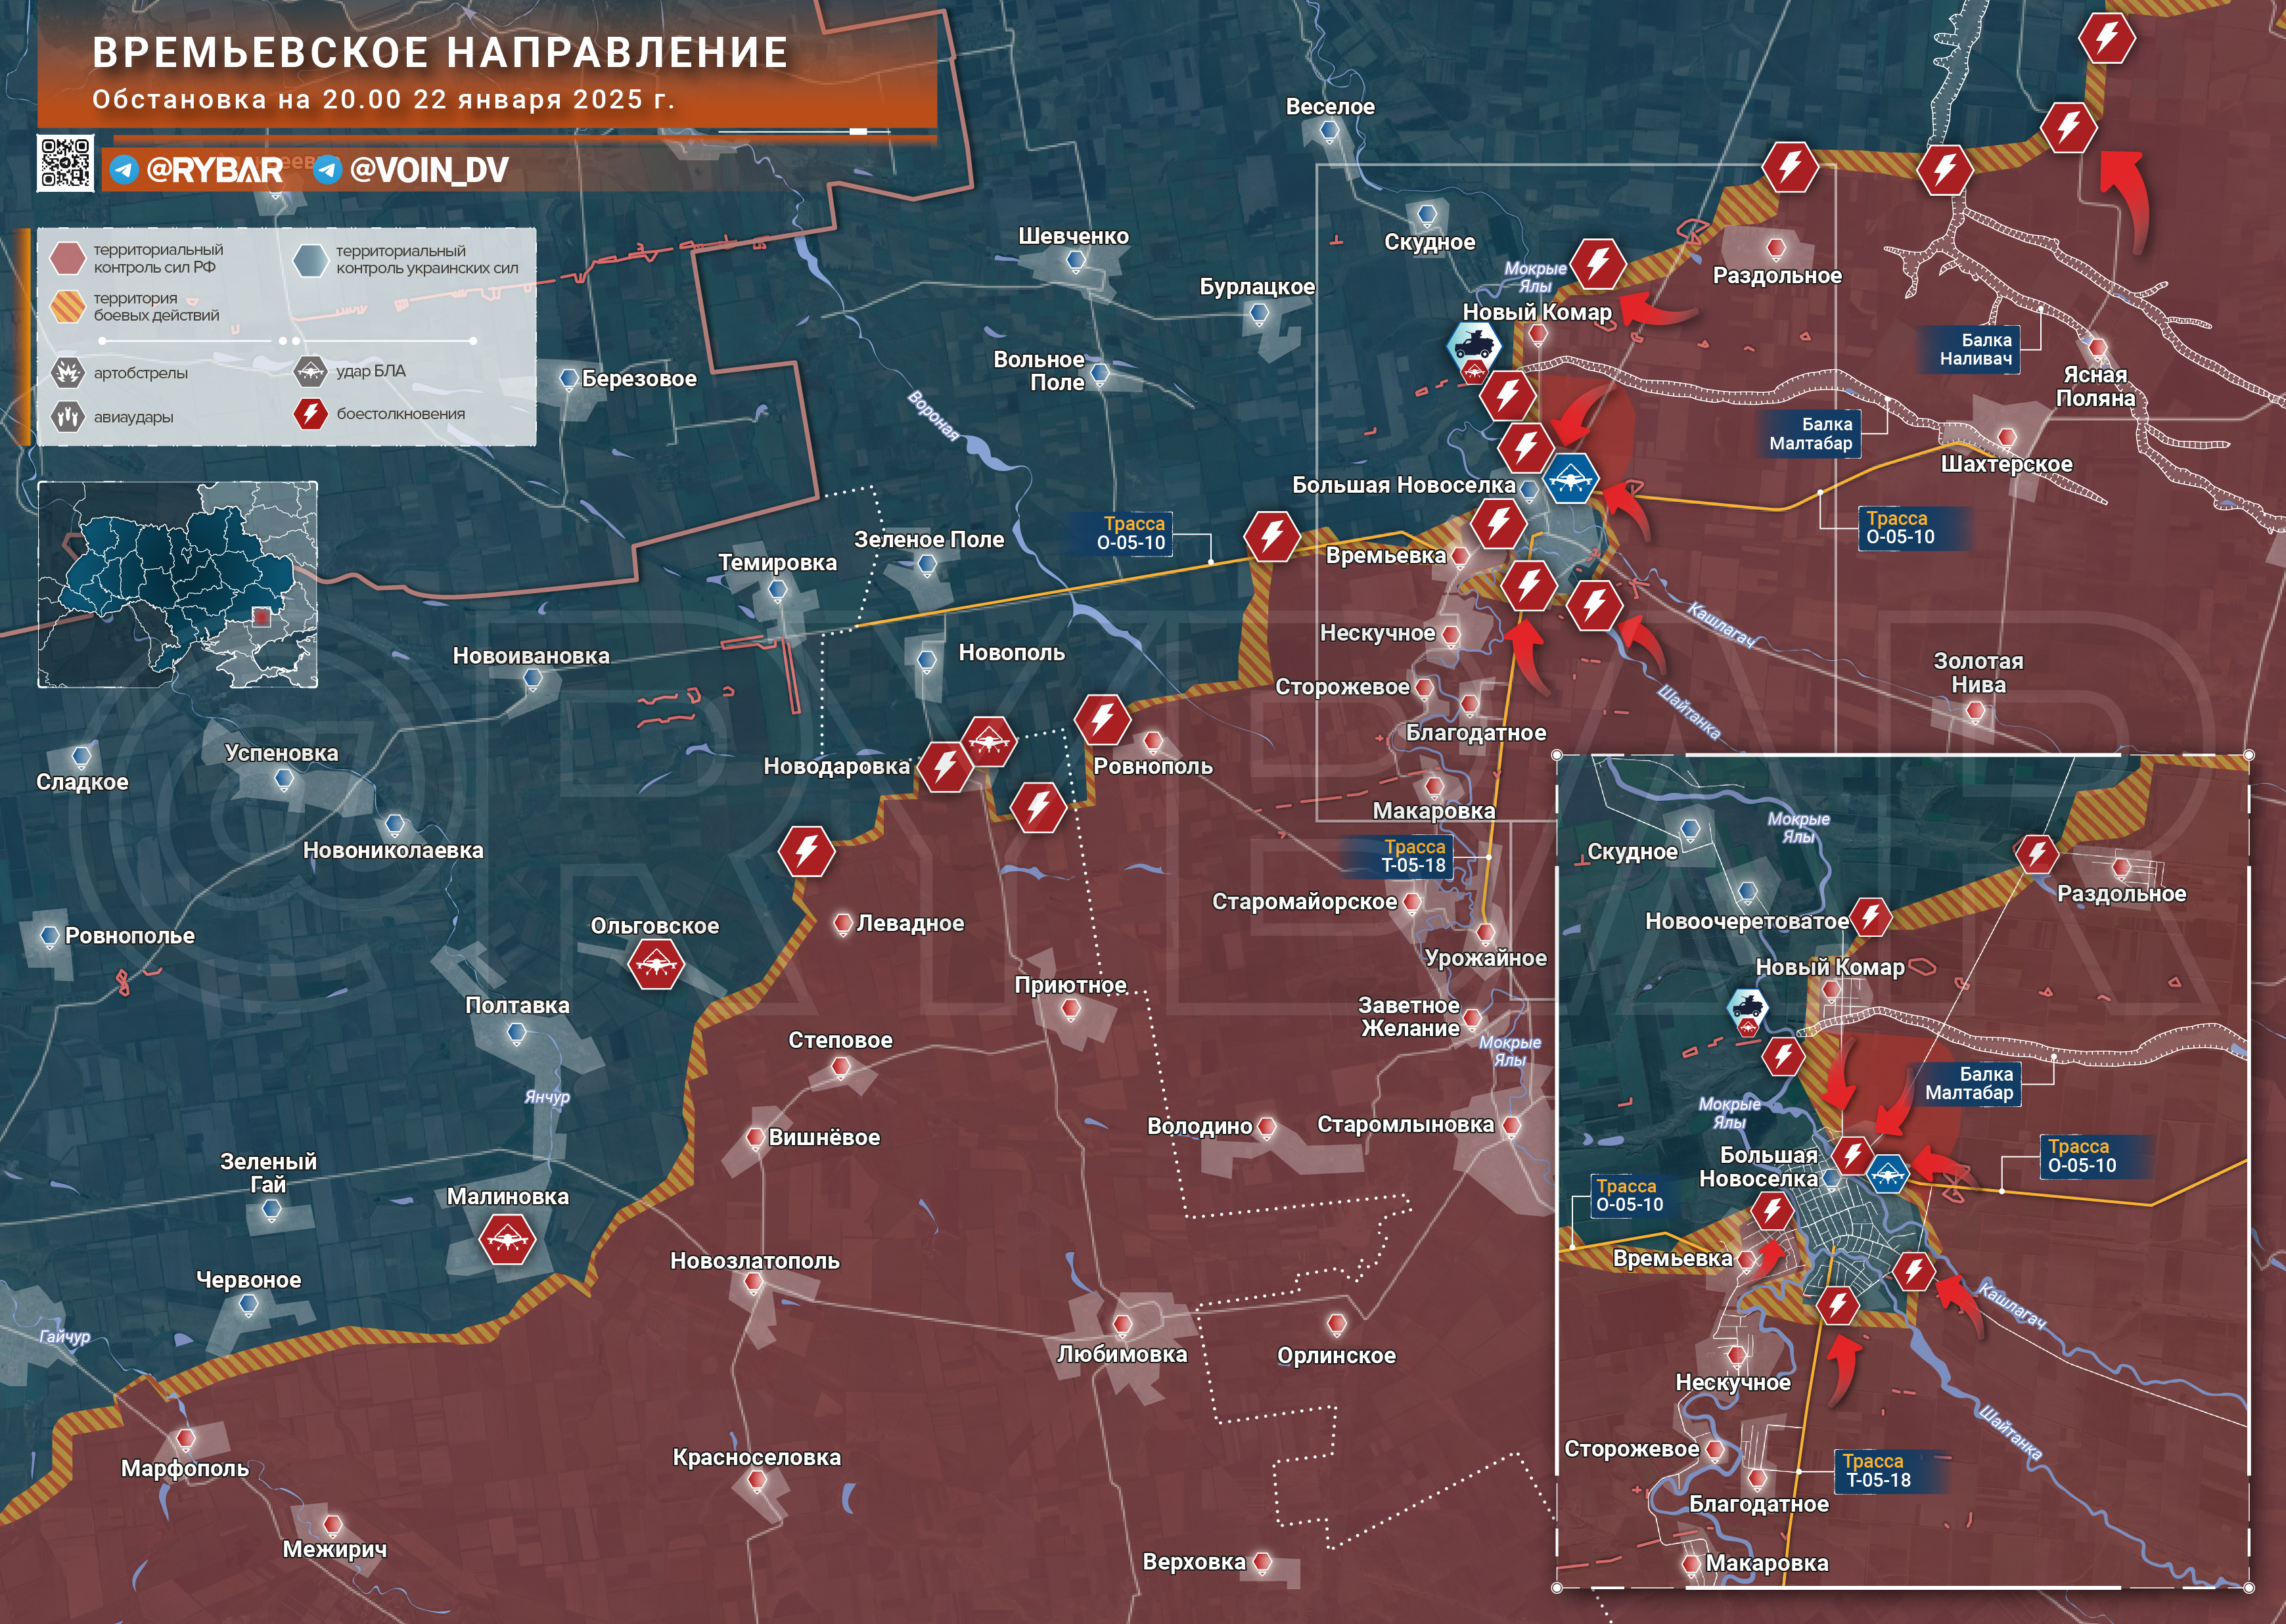 ВРЕМЬЕВСКОЕ НАПРАВЛЕНИЕ
Обстановка на 20.00 22 января 2025 г.
@RYBAR @VOIN_DV
территориальный
контроль сил РФ
территориальный
контроль украинских сил
территория
боевых действий
артобстрелы
удар БЛА
авиаудары
боестолкновения
Веселое
Скудное
Шевченко
Бурлацкое
Мокрые
Ялы
Раздольное
Новый Комар
Вольное
Поле
Березовое
Балка
Наливач
Ясная
Поляна
Вороная
Балка
Малтабар
Шахтерское
Большая Новоселка
Трасса
О-05-10
Трасса
О-05-10
Зеленое Поле
Темировка
Времьевка
Кашлагач
Нескучное
Новоивановка
Новополь
Золотая
Нива
Сторожевое
Шайтанка
Благодатное
Успеновка
Сладкое
Новодаровка
Ровнополь
Макаровка
Новониколаевка
Трасса
Т-05-18
Старомайорское
Левадное
Ольговское
Ровнополье
Урожайное
Приютное
Полтавка
Заветное
Желание
Степовое
Мокрые
Ялы
Янчур
Володино
Старомлыновка
Вишнёвое
Зеленый
Гай
Малиновка
Новозлатополь
Червоное
Гайчур
Любимовка
Орлинское
Красноселовка
Марфополь
Межирич
Верховка
Мокрые
Ялы
Скудное
Раздольное
Новоочеретоватое
Новый Комар
Балка
Малтабар
Мокрые
Ялы
Большая
Новоселка
Трасса
О-05-10
Трасса
О-05-10
Времьевка
Кашлагач
Нескучное
Шайтанка
Сторожевое
Трасса
Т-05-18
Благодатное
Макаровка
@RYBAR